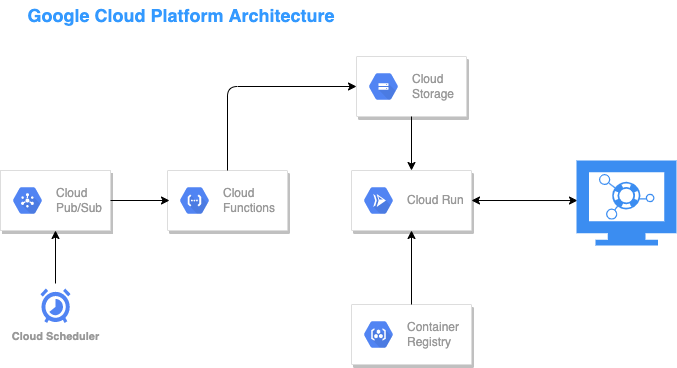 Google Cloud Platform Architecture
Cloud
Storage
Cloud
Pub/Sub
Cloud
Functions
Cloud Run
Cloud Scheduler
Container
Registry